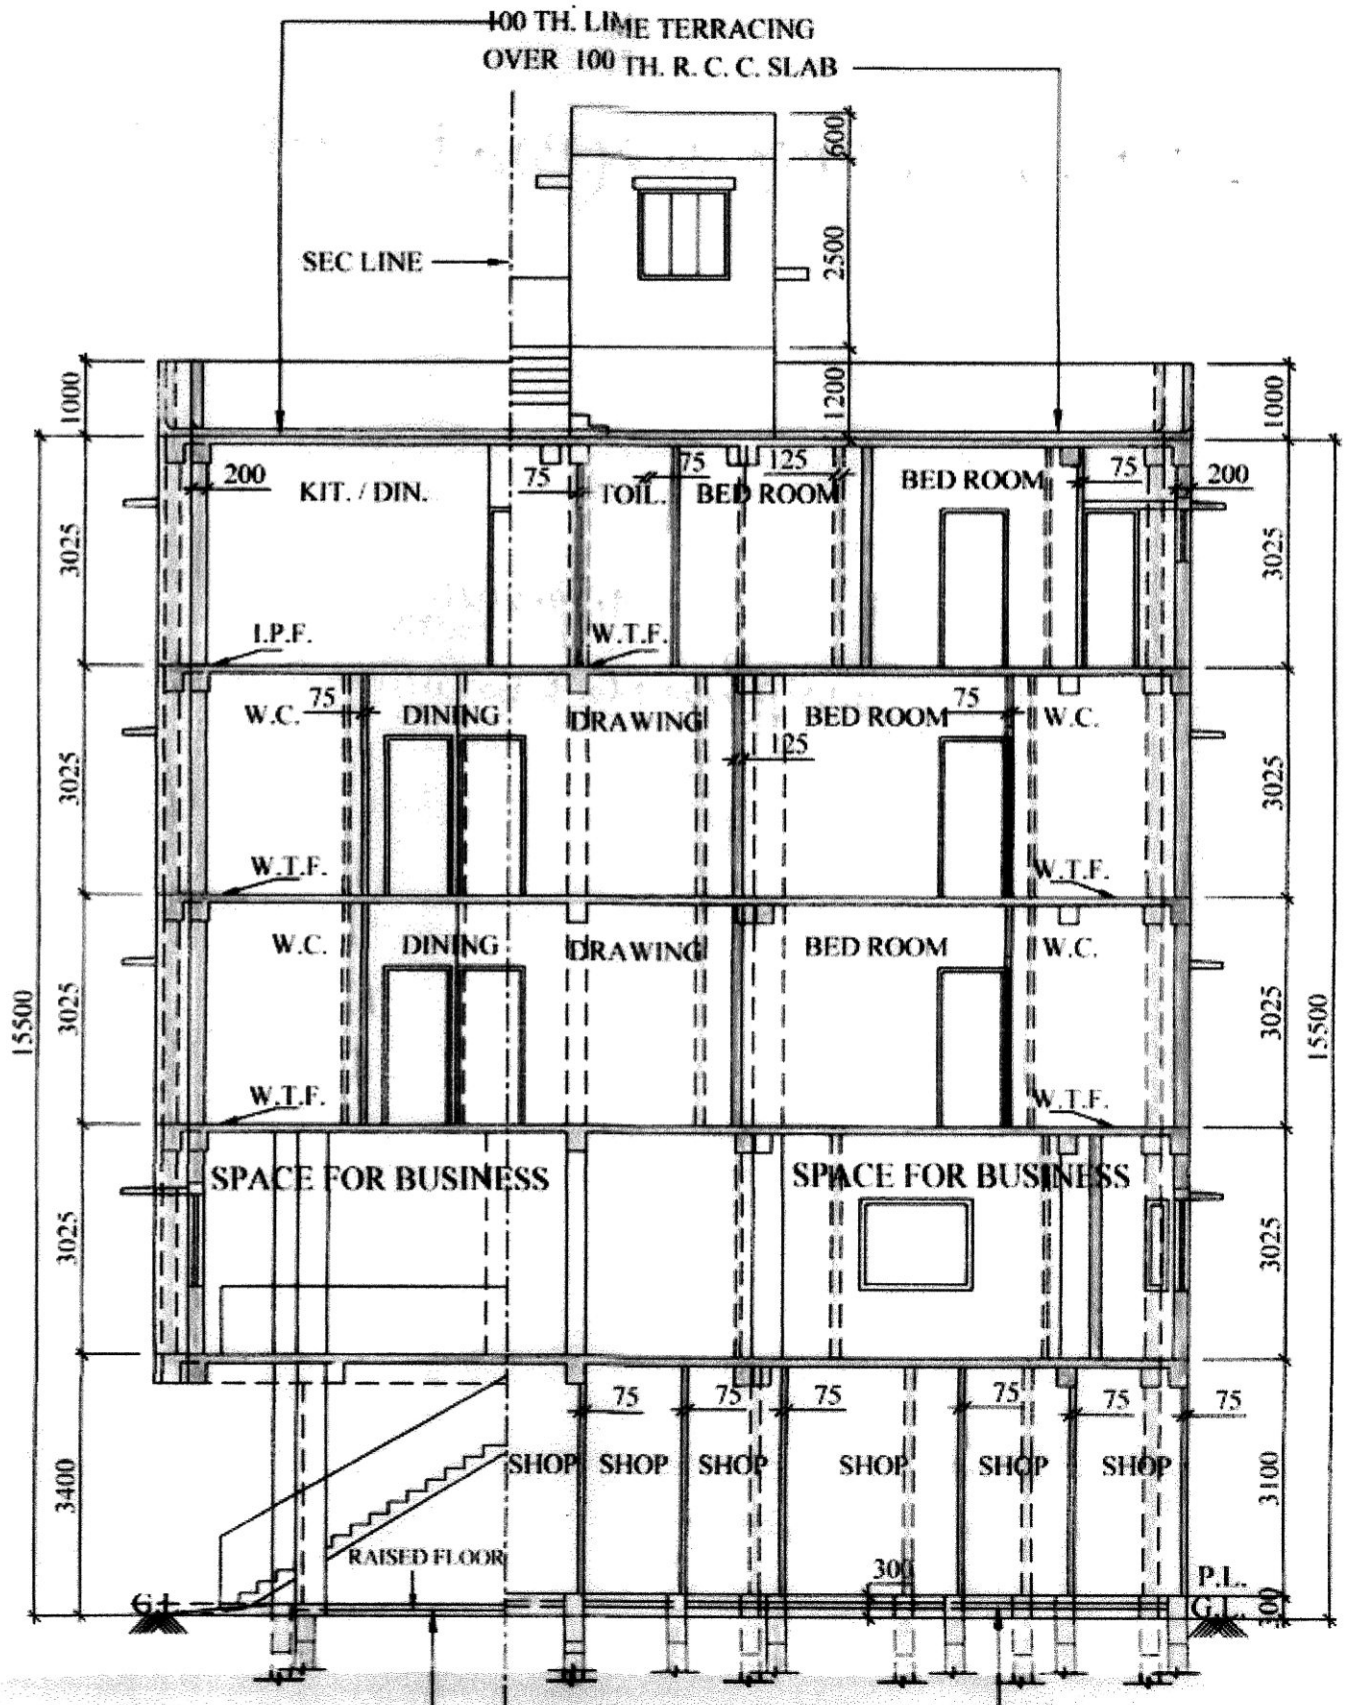 100 TH. LIME TERRACING
OVER 100 TH. R. C. C. SLAB
600
SEC LINE
2500
1000
1200
1000
200
KIT. / DIN.
75
TOIL.
75
BED ROOM
125
BED ROOM
75
200
3025
3025
I.P.F.
W.T.F.
W.C.
75
DINING
DRAWING
BED ROOM
75
W.C.
125
3025
3025
W.T.F.
W.T.F.
W.C.
DINING
DRAWING
BED ROOM
W.C.
15500
3025
3025
15500
W.T.F.
W.T.F.
SPACE FOR BUSINESS
SPACE FOR BUSINESS
3025
3025
75
75
75
75
75
75
SHOP
SHOP
SHOP
SHOP
SHOP
SHOP
3400
3100
RAISED FLOOR
300
P.L.
G.L.
300